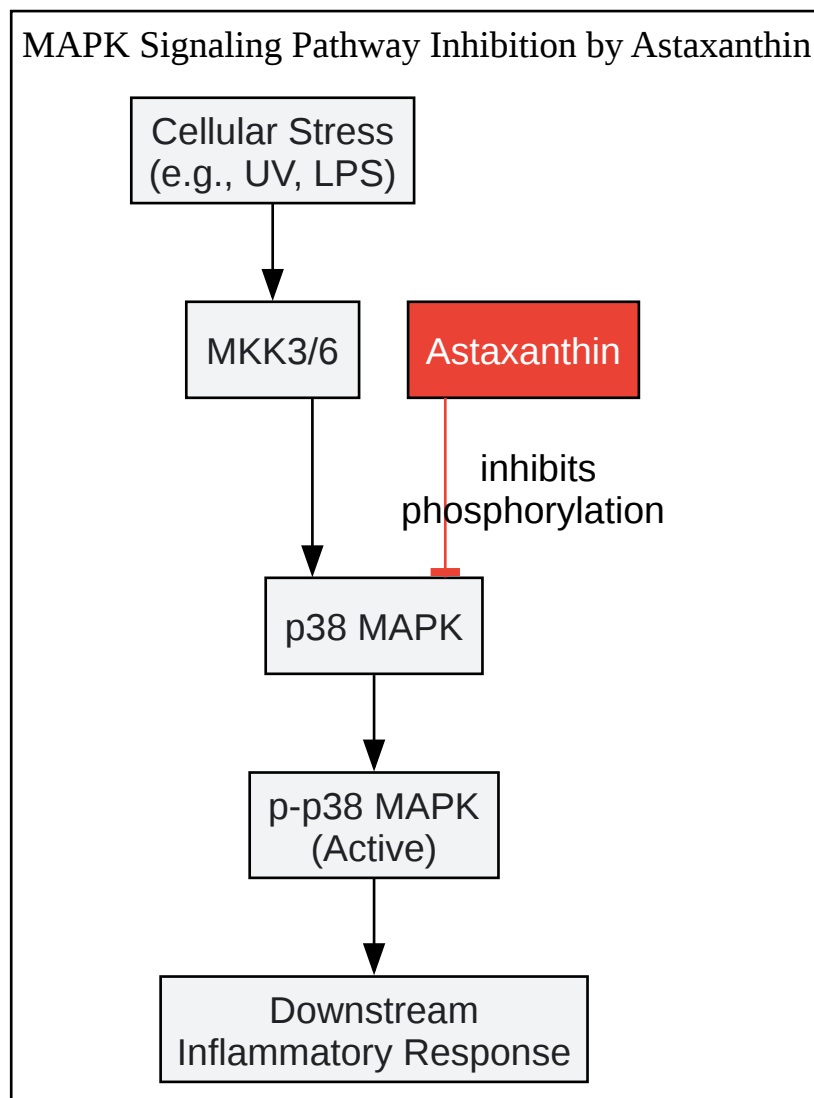 MAPK Signaling Pathway Inhibition by Astaxanthin
Cellular Stress
(e.g., UV, LPS)
MKK3/6
Astaxanthin
inhibits
phosphorylation
p38 MAPK
p-p38 MAPK
(Active)
Downstream
Inflammatory Response